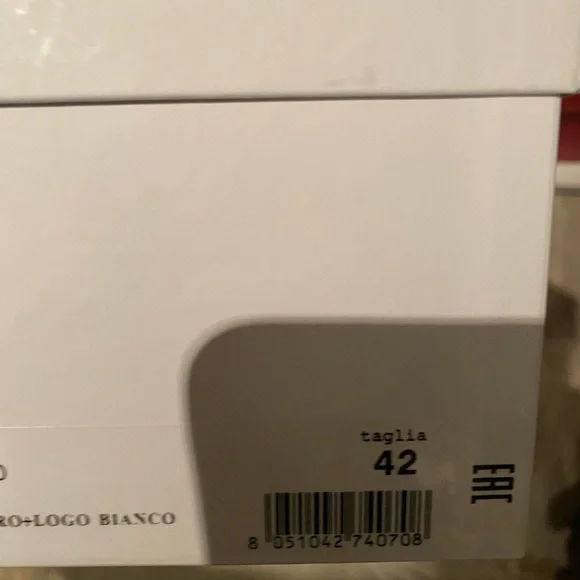 taglia
42
EAC
RO+LOGO BIANCO
8 051042 740708